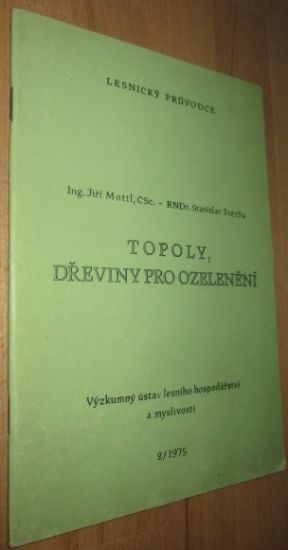 LESNICKÝ PRŮVODCE
Ing. Jiří Mottl, CSc. - RNDr. Stanislav Štěrba
TOPOLY,
DŘEVINY PRO OZELENĚNÍ
Výzkumný ústav lesního hospodářství
a myslivosti
2/1975